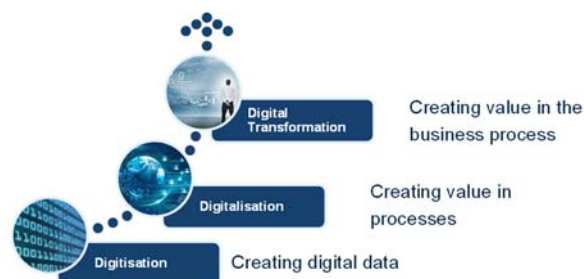 Digital
Transformation
Creating value in the
business process
Digitalisation
Creating value in
processes
Digitisation
Creating digital data